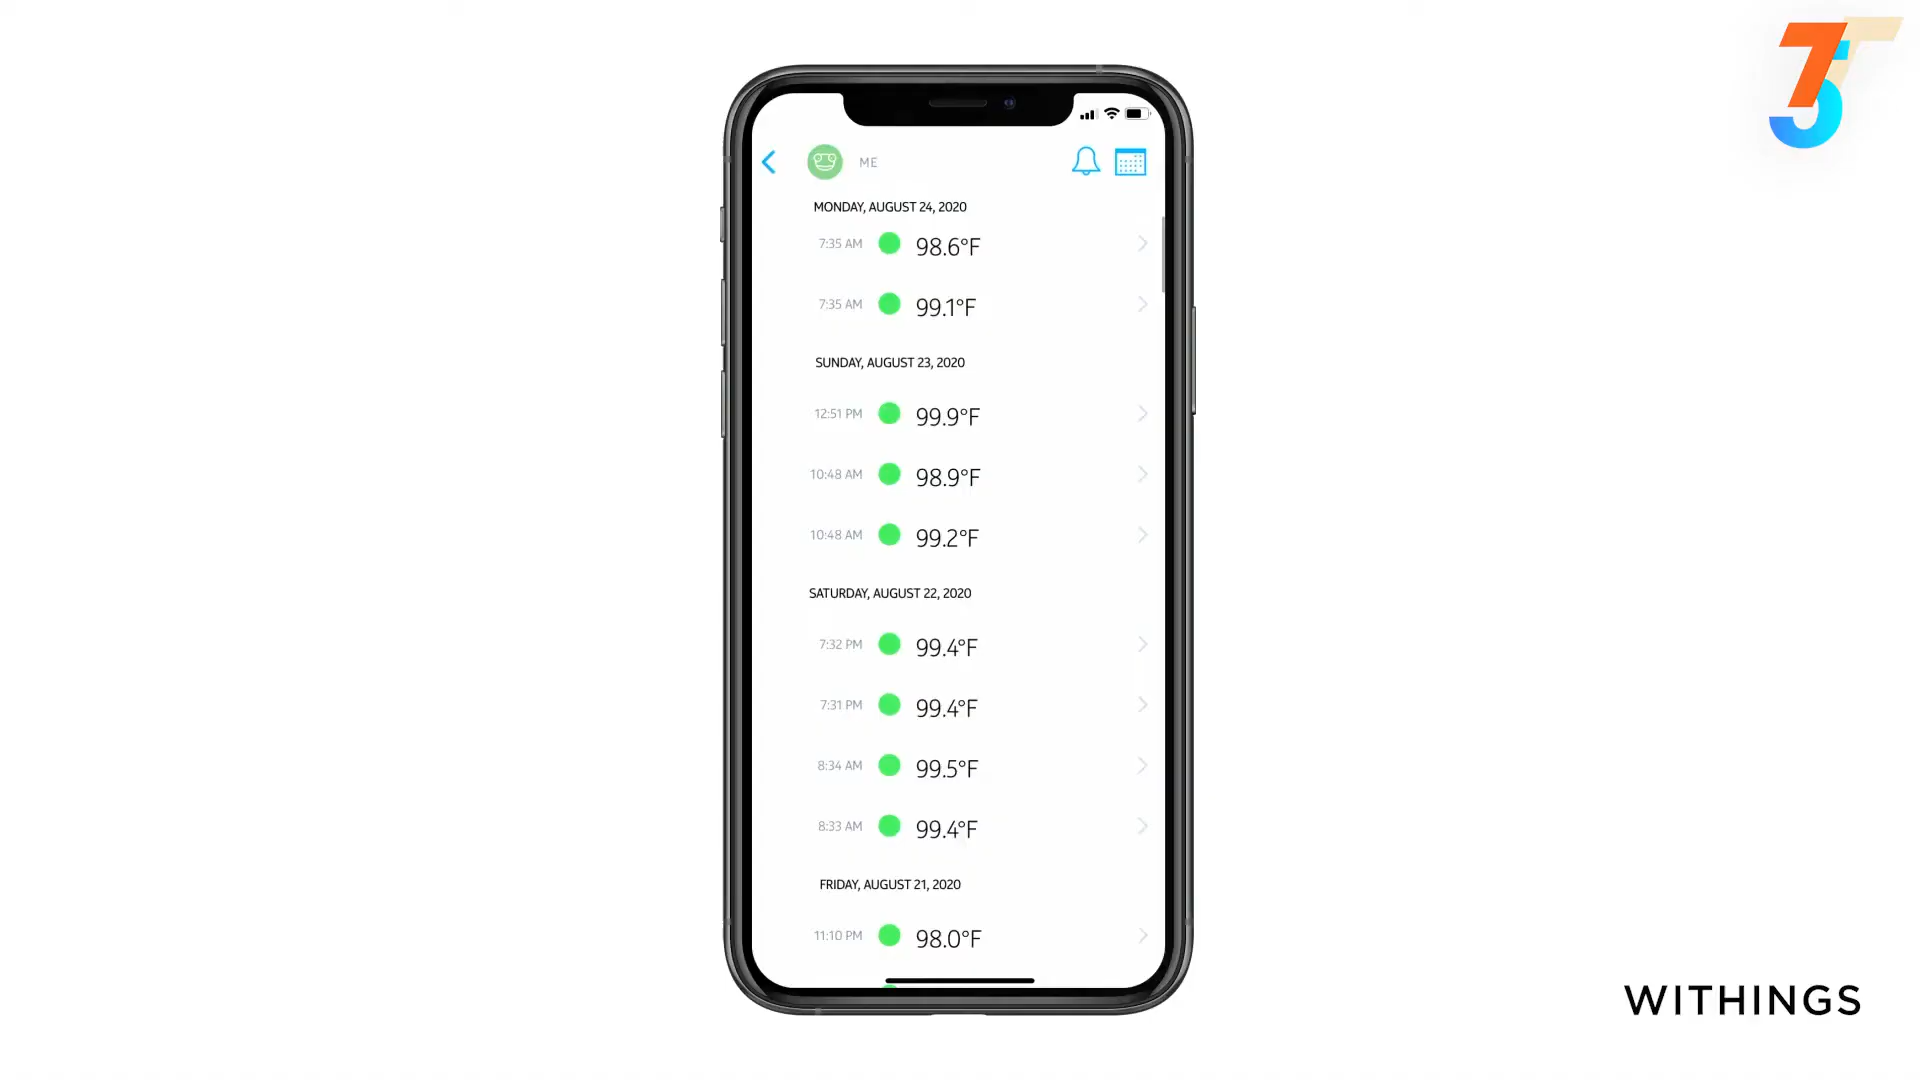 ME
MONDAY, AUGUST 24, 2020
7:35 AM 98.6°F
7:35 AM 99.1°F
SUNDAY, AUGUST 23, 2020
12:51 PM 99.9°F
10:48 AM 98.9°F
10:48 AM 99.2°F
SATURDAY, AUGUST 22, 2020
7:32 PM 99.4°F
7:31 PM 99.4°F
8:34 AM 99.5°F
8:33 AM 99.4°F
FRIDAY, AUGUST 21, 2020
11:10 PM 98.0°F
WITHINGS